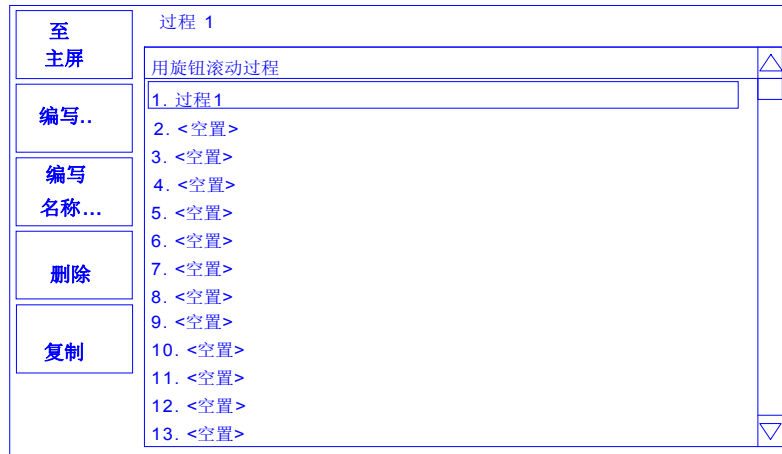 至
主屏
编写..
编写
名称...
删除
复制
过程 1
用旋钮滚动过程
1. 过程1
2. <空置>
3. <空置>
4. <空置>
5. <空置>
6. <空置>
7. <空置>
8. <空置>
9. <空置>
10. <空置>
11. <空置>
12. <空置>
13. <空置>